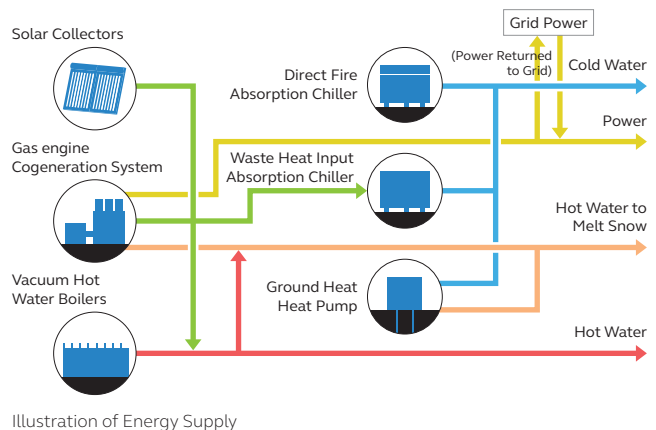 Grid Power
Solar Collectors
(Power Returned
to Grid)
Cold Water
Direct Fire
Absorption Chiller
Power
Gas engine
Cogeneration System
Waste Heat Input
Absorption Chiller
Hot Water to
Melt Snow
Vacuum Hot
Water Boilers
Ground Heat
Heat Pump
Hot Water
Illustration of Energy Supply